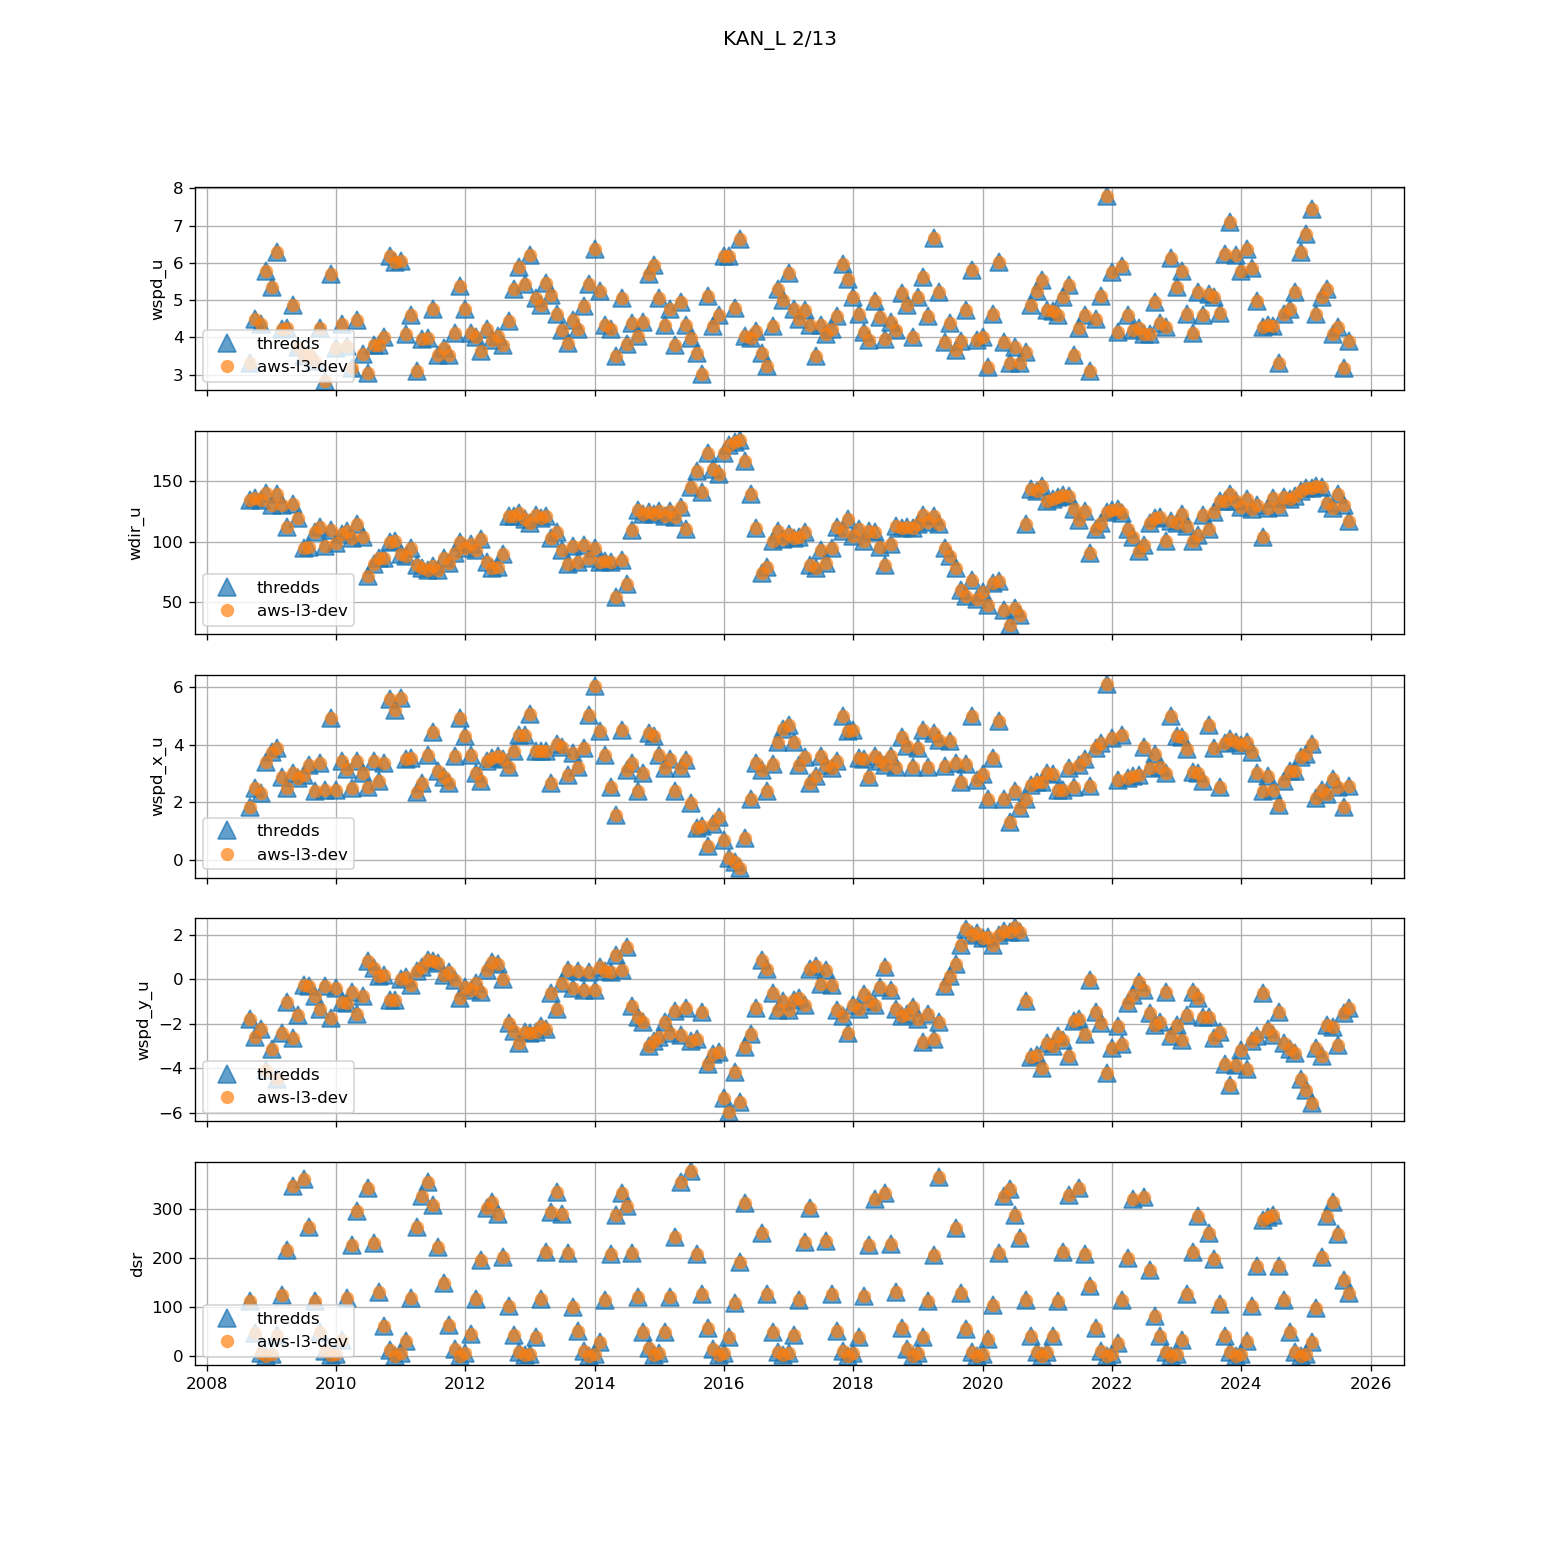 KAN_L 2/13
8
7
6
5
4
3
wspd_u
thredds
aws-l3-dev
150
100
50
wdir_u
thredds
aws-l3-dev
6
4
2
0
wspd_x_u
thredds
aws-l3-dev
2
0
−2
−4
−6
wspd_y_u
thredds
aws-l3-dev
300
200
100
0
dsr
thredds
aws-l3-dev
2008 2010 2012 2014 2016 2018 2020 2022 2024 2026